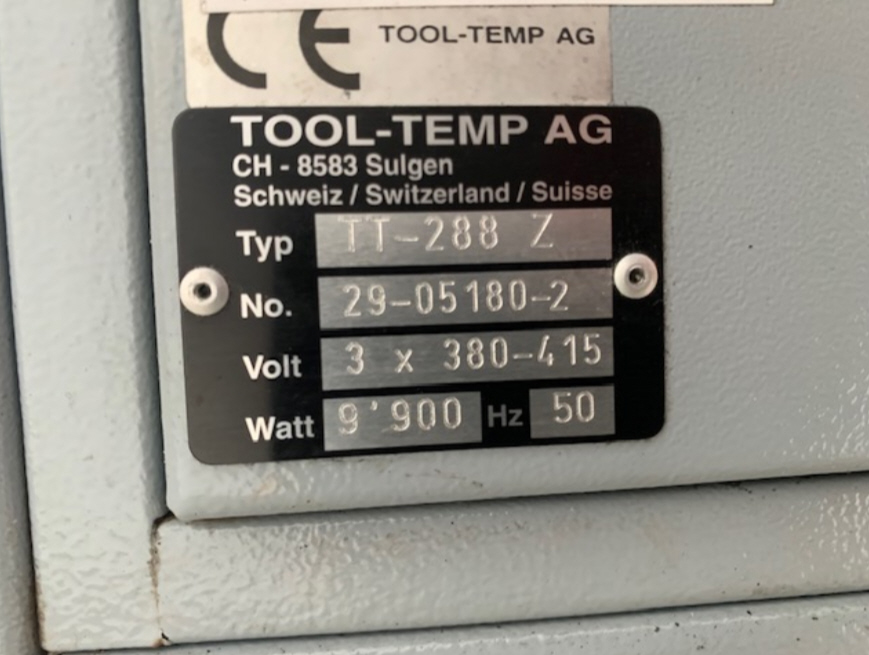 CE TOOL-TEMP AG
TOOL-TEMP AG
CH - 8583 Sulgen
Schweiz / Switzerland / Suisse
Typ TT-288 Z
No. 29-05180-2
Volt 3 x 380-415
Watt 9'900 Hz 50